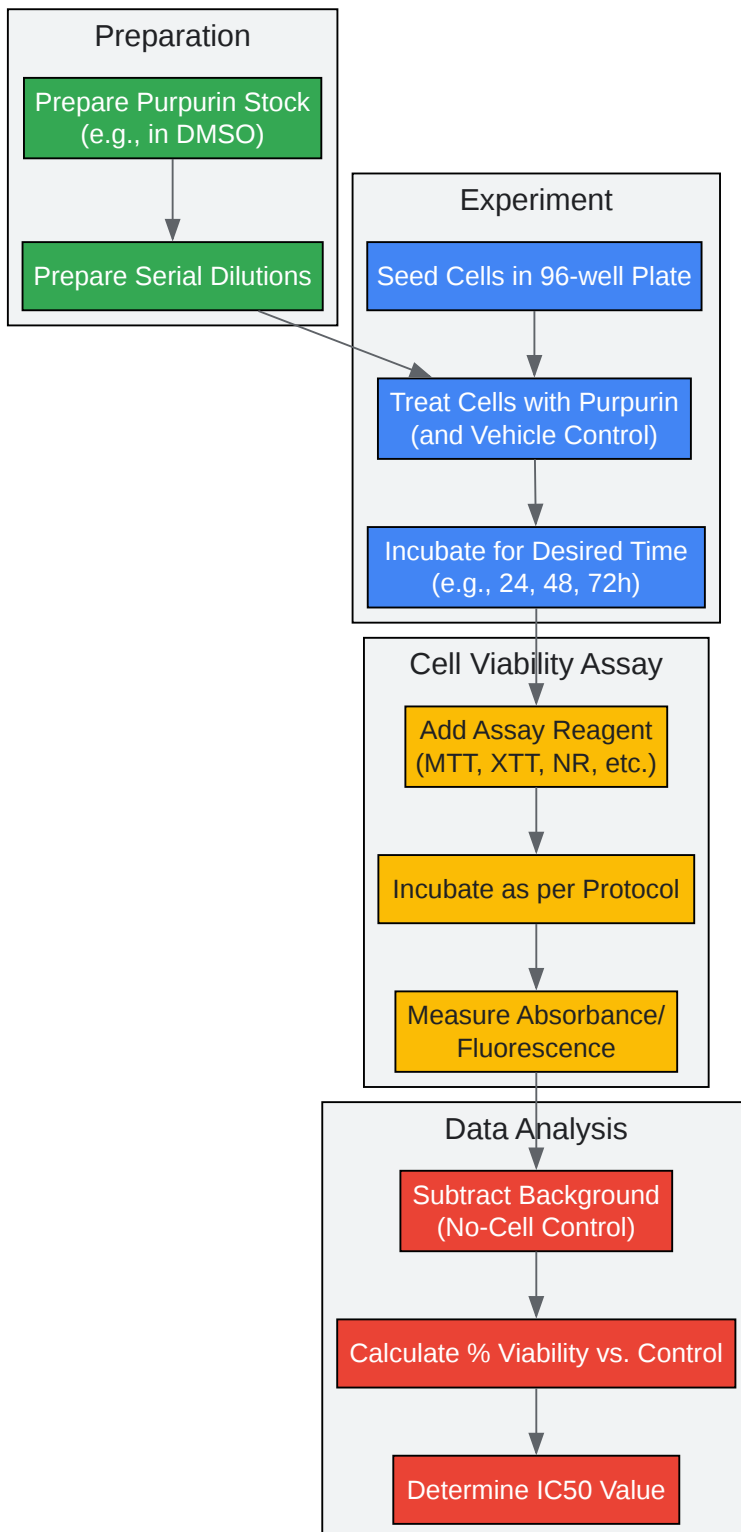 Preparation
Prepare Purpurin Stock
(e.g., in DMSO)
Prepare Serial Dilutions
Experiment
Seed Cells in 96-well Plate
Treat Cells with Purpurin
(and Vehicle Control)
Incubate for Desired Time
(e.g., 24, 48, 72h)
Cell Viability Assay
Add Assay Reagent
(MTT, XTT, NR, etc.)
Incubate as per Protocol
Measure Absorbance/
Fluorescence
Data Analysis
Subtract Background
(No-Cell Control)
Calculate % Viability vs. Control
Determine IC50 Value